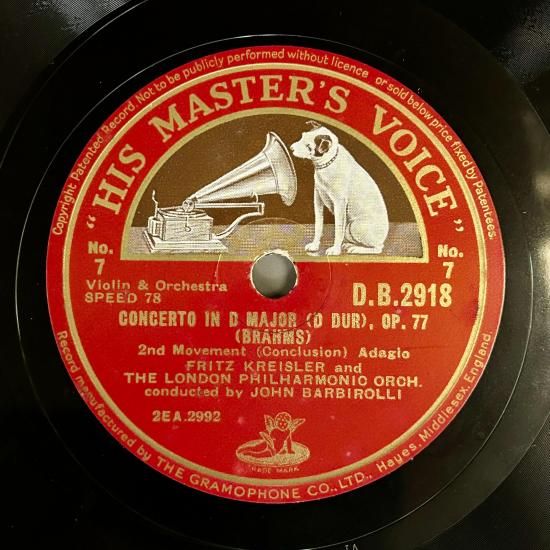 Copyright Patented Record. Not to be publicly performed without licence or sold below price fixed by Patentees.
"HIS MASTER'S VOICE"
No. 7
No. 7
Violin & Orchestra
SPEED 78
D.B.2918
CONCERTO IN D MAJOR (D DUR), OP. 77
(BRAHMS)
2nd Movement (Conclusion) Adagio
FRITZ KREISLER and
THE LONDON PHILHARMONIC ORCH.
conducted by JOHN BARBIROLLI
2EA.2992
TRADE MARK
Record manufactured by THE GRAMOPHONE CO., LTD., Hayes, Middlesex, England.